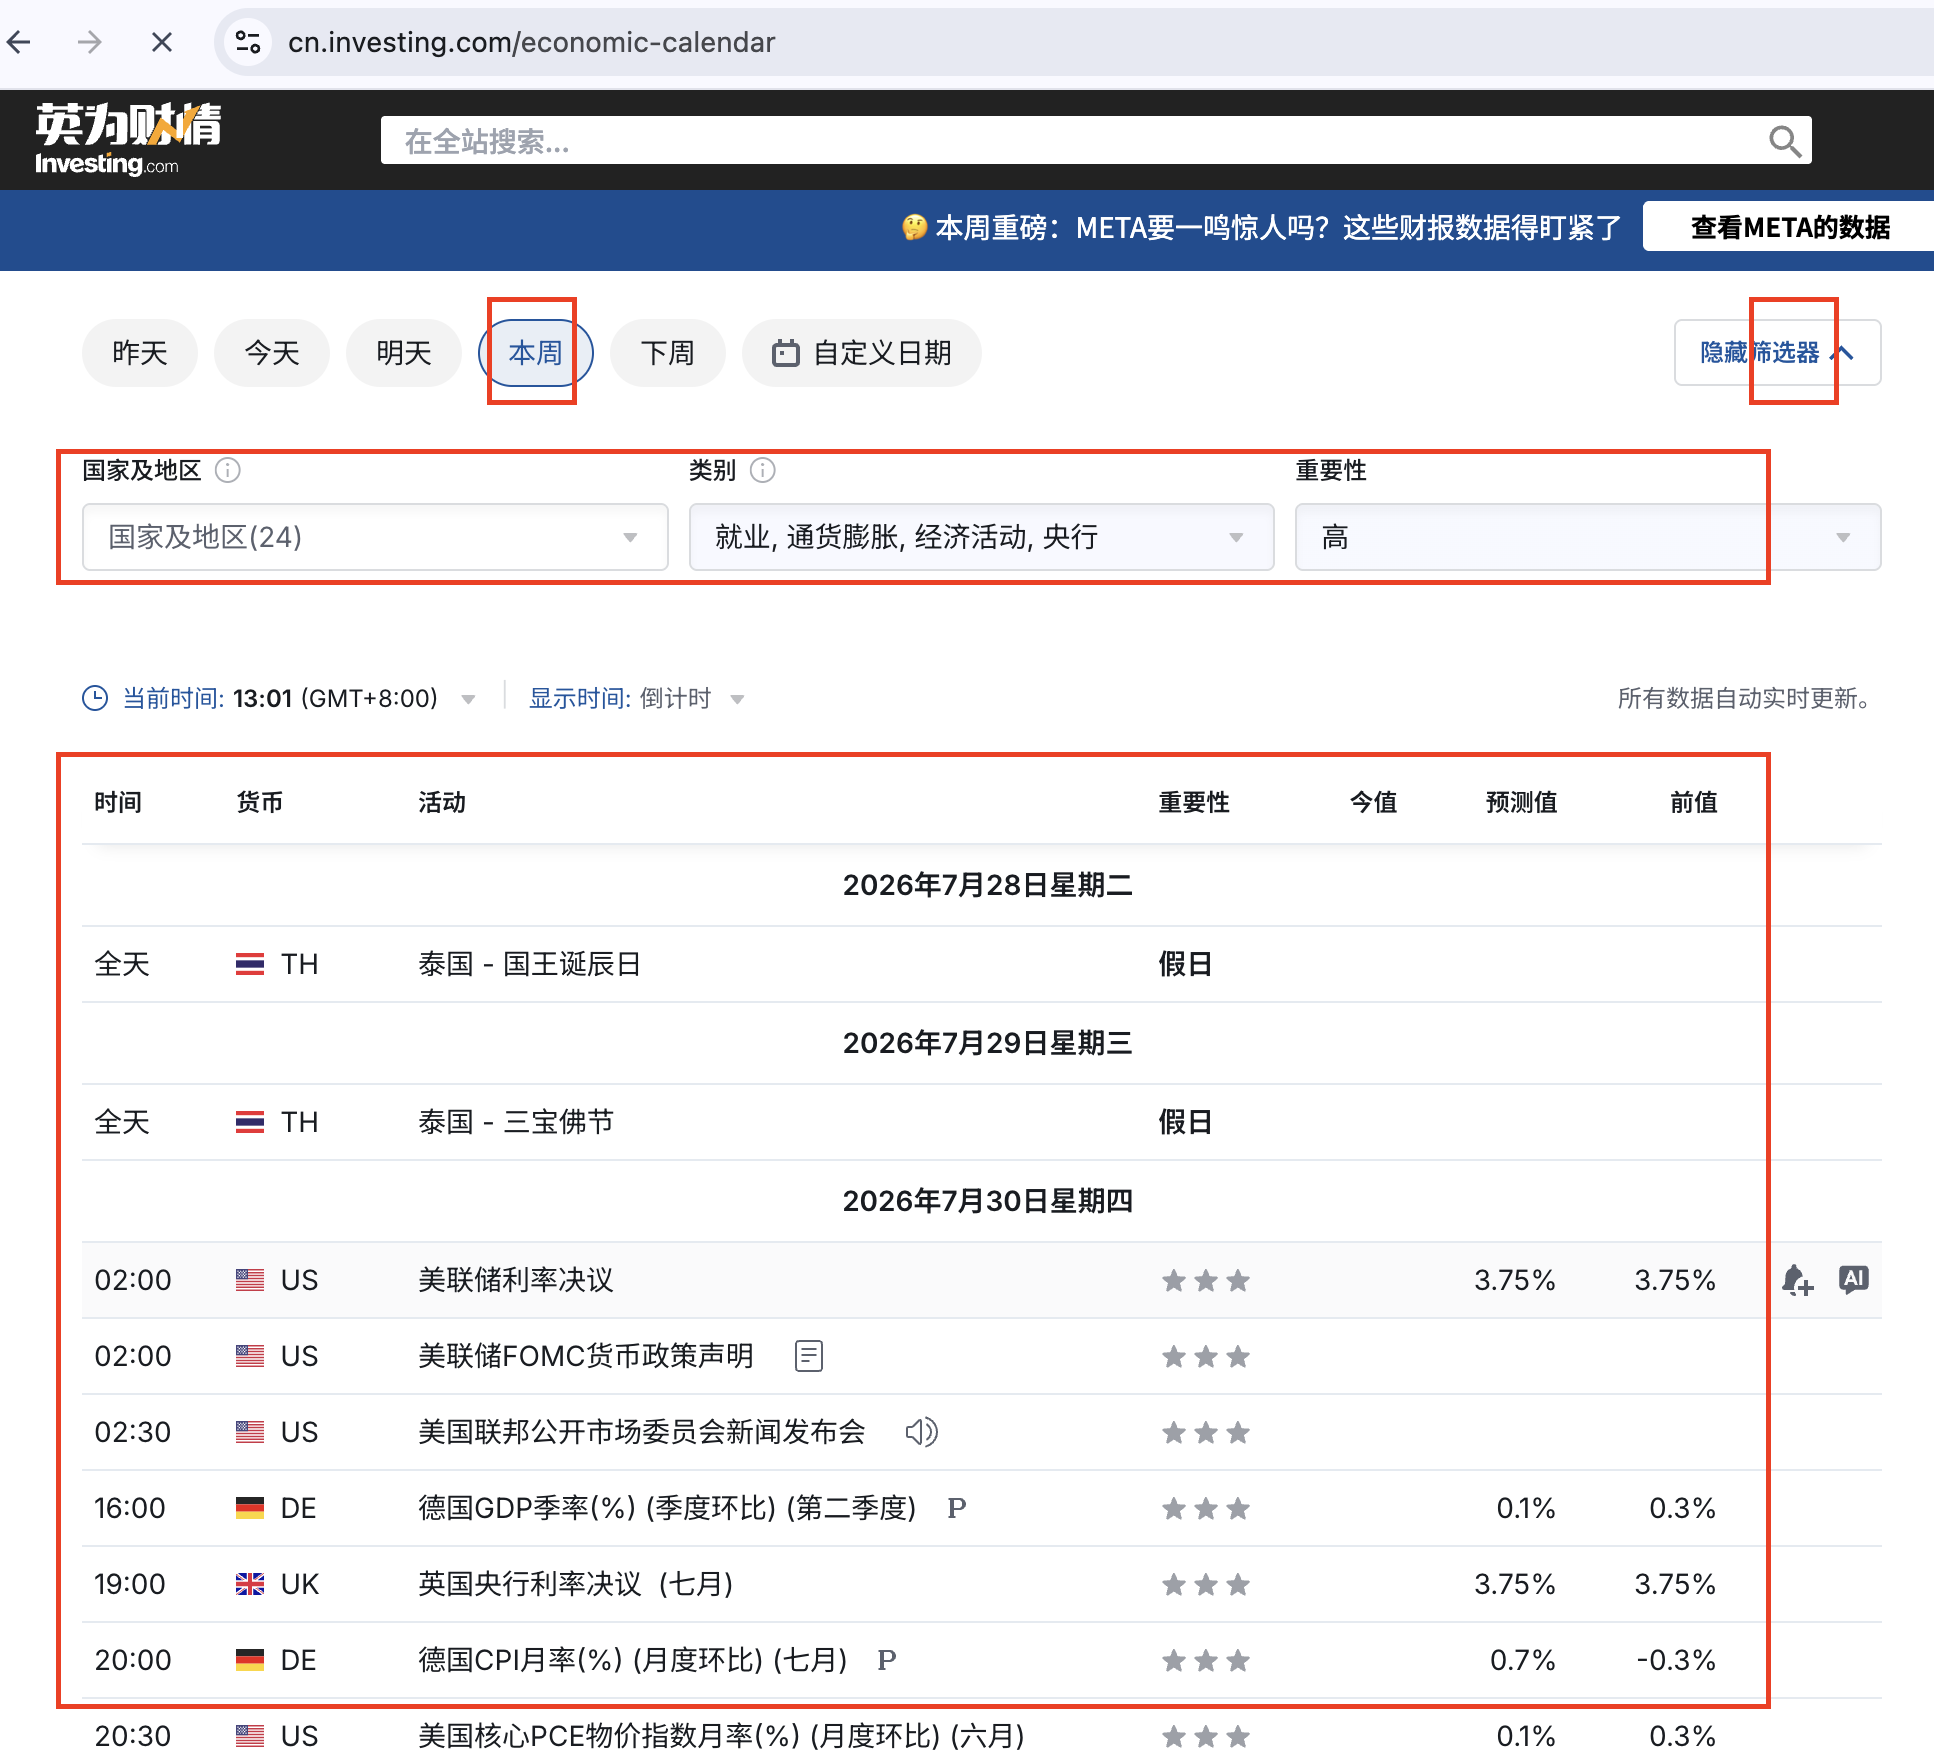 cn.investing.com/economic-calendar
英为财情
Investing.com
在全站搜索...
🤔 本周重磅：META要一鸣惊人吗？这些财报数据得盯紧了 查看META的数据
昨天 今天 明天 本周 下周 自定义日期 隐藏筛选器
国家及地区 类别 重要性
国家及地区(24) 就业, 通货膨胀, 经济活动, 央行 高
当前时间: 13:01 (GMT+8:00) 显示时间: 倒计时 所有数据自动实时更新。
时间 货币 活动 重要性 今值 预测值 前值
2026年7月28日星期二
全天 TH 泰国 - 国王诞辰日 假日
2026年7月29日星期三
全天 TH 泰国 - 三宝佛节 假日
2026年7月30日星期四
02:00 US 美联储利率决议 3.75% 3.75% AI
02:00 US 美联储FOMC货币政策声明
02:30 US 美国联邦公开市场委员会新闻发布会
16:00 DE 德国GDP季率(%) (季度环比) (第二季度) P 0.1% 0.3%
19:00 UK 英国央行利率决议 (七月) 3.75% 3.75%
20:00 DE 德国CPI月率(%) (月度环比) (七月) P 0.7% -0.3%
20:30 US 美国核心PCE物价指数月率(%) (月度环比) (六月) 0.1% 0.3%